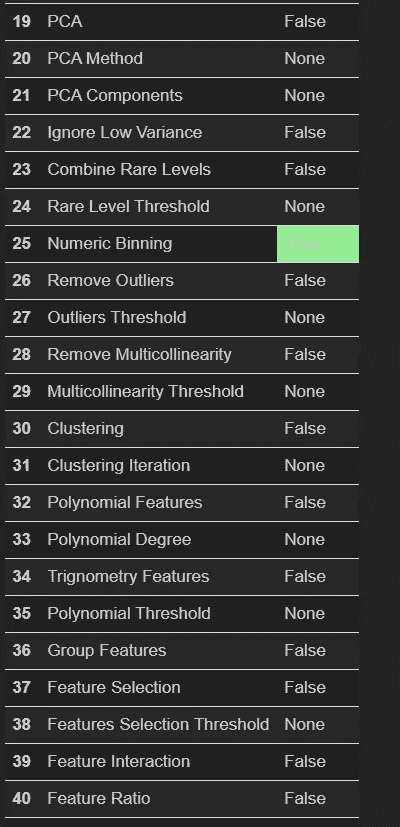 19 PCA False
20 PCA Method None
21 PCA Components None
22 Ignore Low Variance False
23 Combine Rare Levels False
24 Rare Level Threshold None
25 Numeric Binning True
26 Remove Outliers False
27 Outliers Threshold None
28 Remove Multicollinearity False
29 Multicollinearity Threshold None
30 Clustering False
31 Clustering Iteration None
32 Polynomial Features False
33 Polynomial Degree None
34 Trignometry Features False
35 Polynomial Threshold None
36 Group Features False
37 Feature Selection False
38 Features Selection Threshold None
39 Feature Interaction False
40 Feature Ratio False